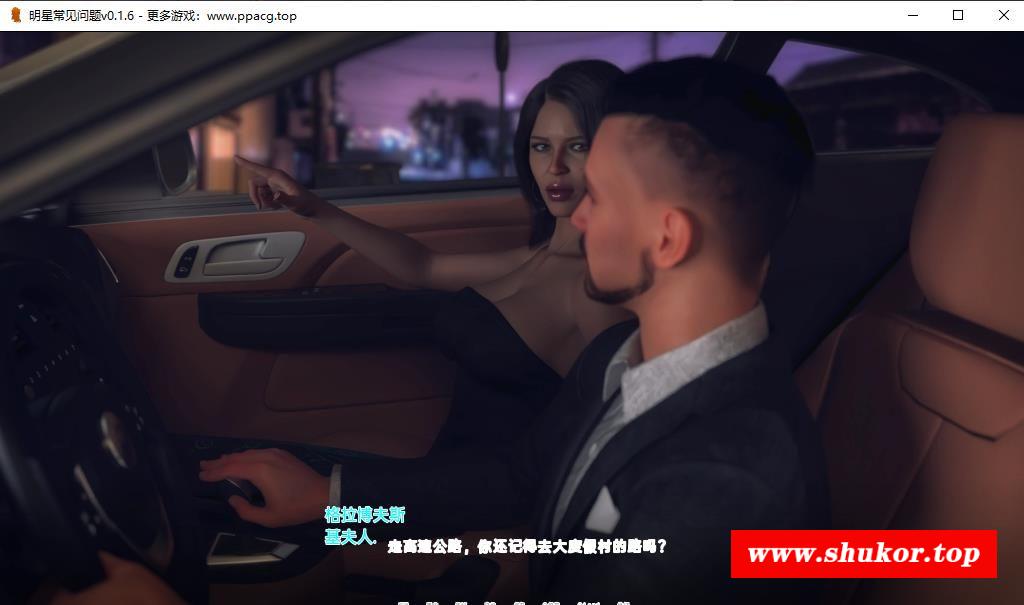 明星常见问题v0.1.6 - 更多游戏：www.ppacg.top
格拉博夫斯
基夫人.
走高速公路，你还记得去大度假村的路吗？
www.shukor.top